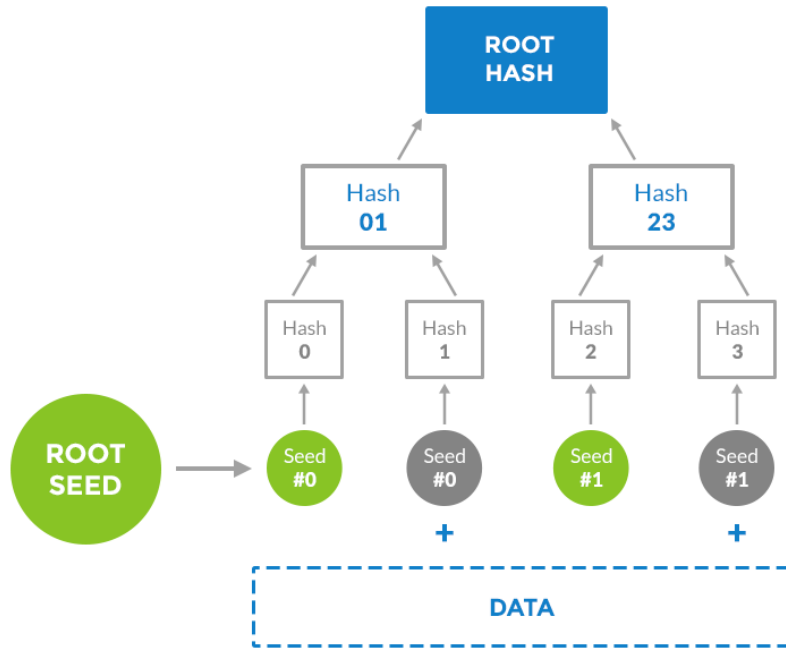 ROOT
HASH
Hash
01
Hash
23
Hash
0
Hash
1
Hash
2
Hash
3
ROOT
SEED
Seed
#0
Seed
#0
Seed
#1
Seed
#1
+
+
DATA